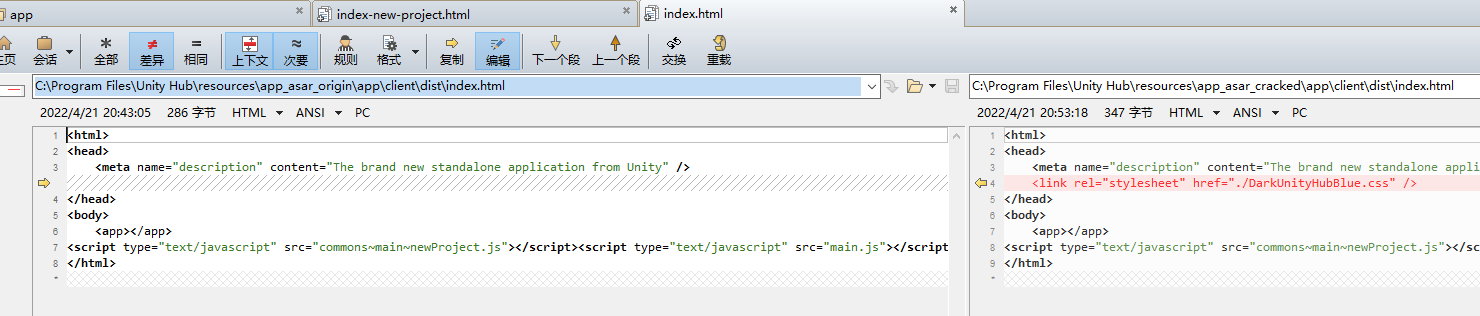 app
index-new-project.html
index.html
主页 会话 全部 差异 相同 上下文 次要 规则 格式 复制 编辑 下一个段 上一个段 交换 重载
C:\Program Files\Unity Hub\resources\app_asar_origin\app\client\dist\index.html
2022/4/21 20:43:05 286 字节 HTML ANSI PC
1 <html>
2 <head>
3 <meta name="description" content="The brand new standalone application from Unity" />
4 </head>
5 <body>
6 <app></app>
7 <script type="text/javascript" src="commons~main~newProject.js"></script><script type="text/javascript" src="main.js"></script
8 </html>
C:\Program Files\Unity Hub\resources\app_asar_cracked\app\client\dist\index.html
2022/4/21 20:53:18 347 字节 HTML ANSI PC
1 <html>
2 <head>
3 <meta name="description" content="The brand new standalone appli
4 <link rel="stylesheet" href="./DarkUnityHubBlue.css" />
5 </head>
6 <body>
7 <app></app>
8 <script type="text/javascript" src="commons~main~newProject.js"></sc
9 </html>